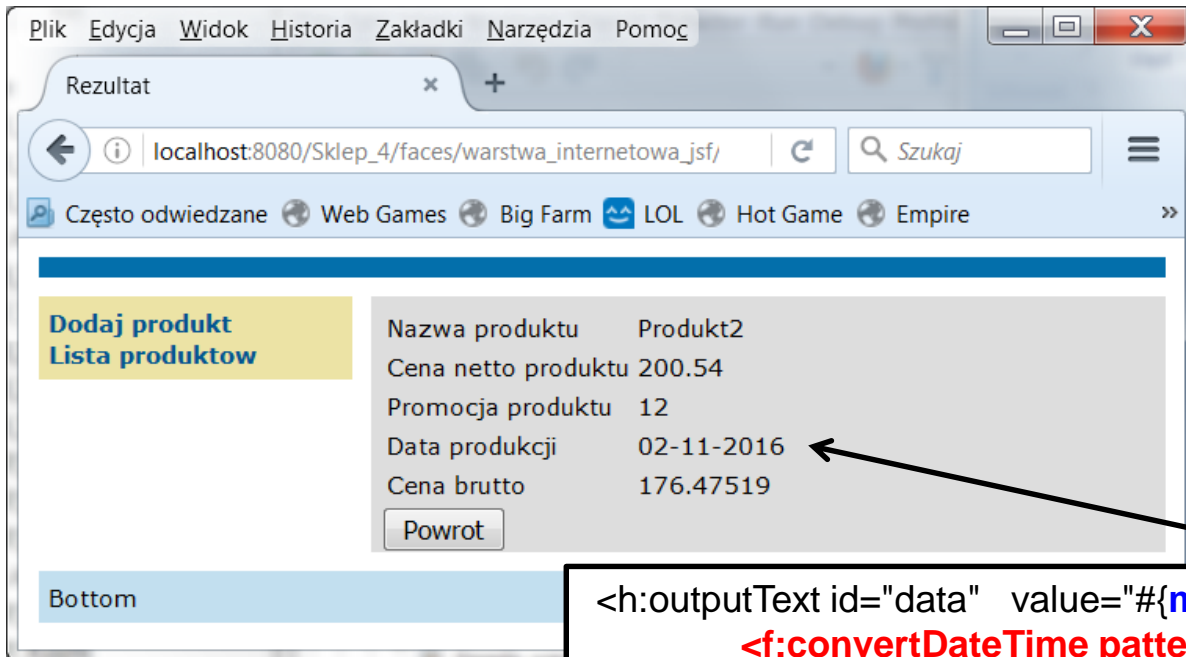 Plik Edycja Widok Historia Zakładki Narzędzia Pomoc
Rezultat
localhost:8080/Sklep_4/faces/warstwa_internetowa_jsf/
Szukaj
Często odwiedzane Web Games Big Farm LOL Hot Game Empire »
Dodaj produkt
Lista produktow
Nazwa produktu Produkt2
Cena netto produktu 200.54
Promocja produktu 12
Data produkcji 02-11-2016
Cena brutto 176.47519
Powrot
Bottom
<h:outputText id="data" value="#{
<f:convertDateTime